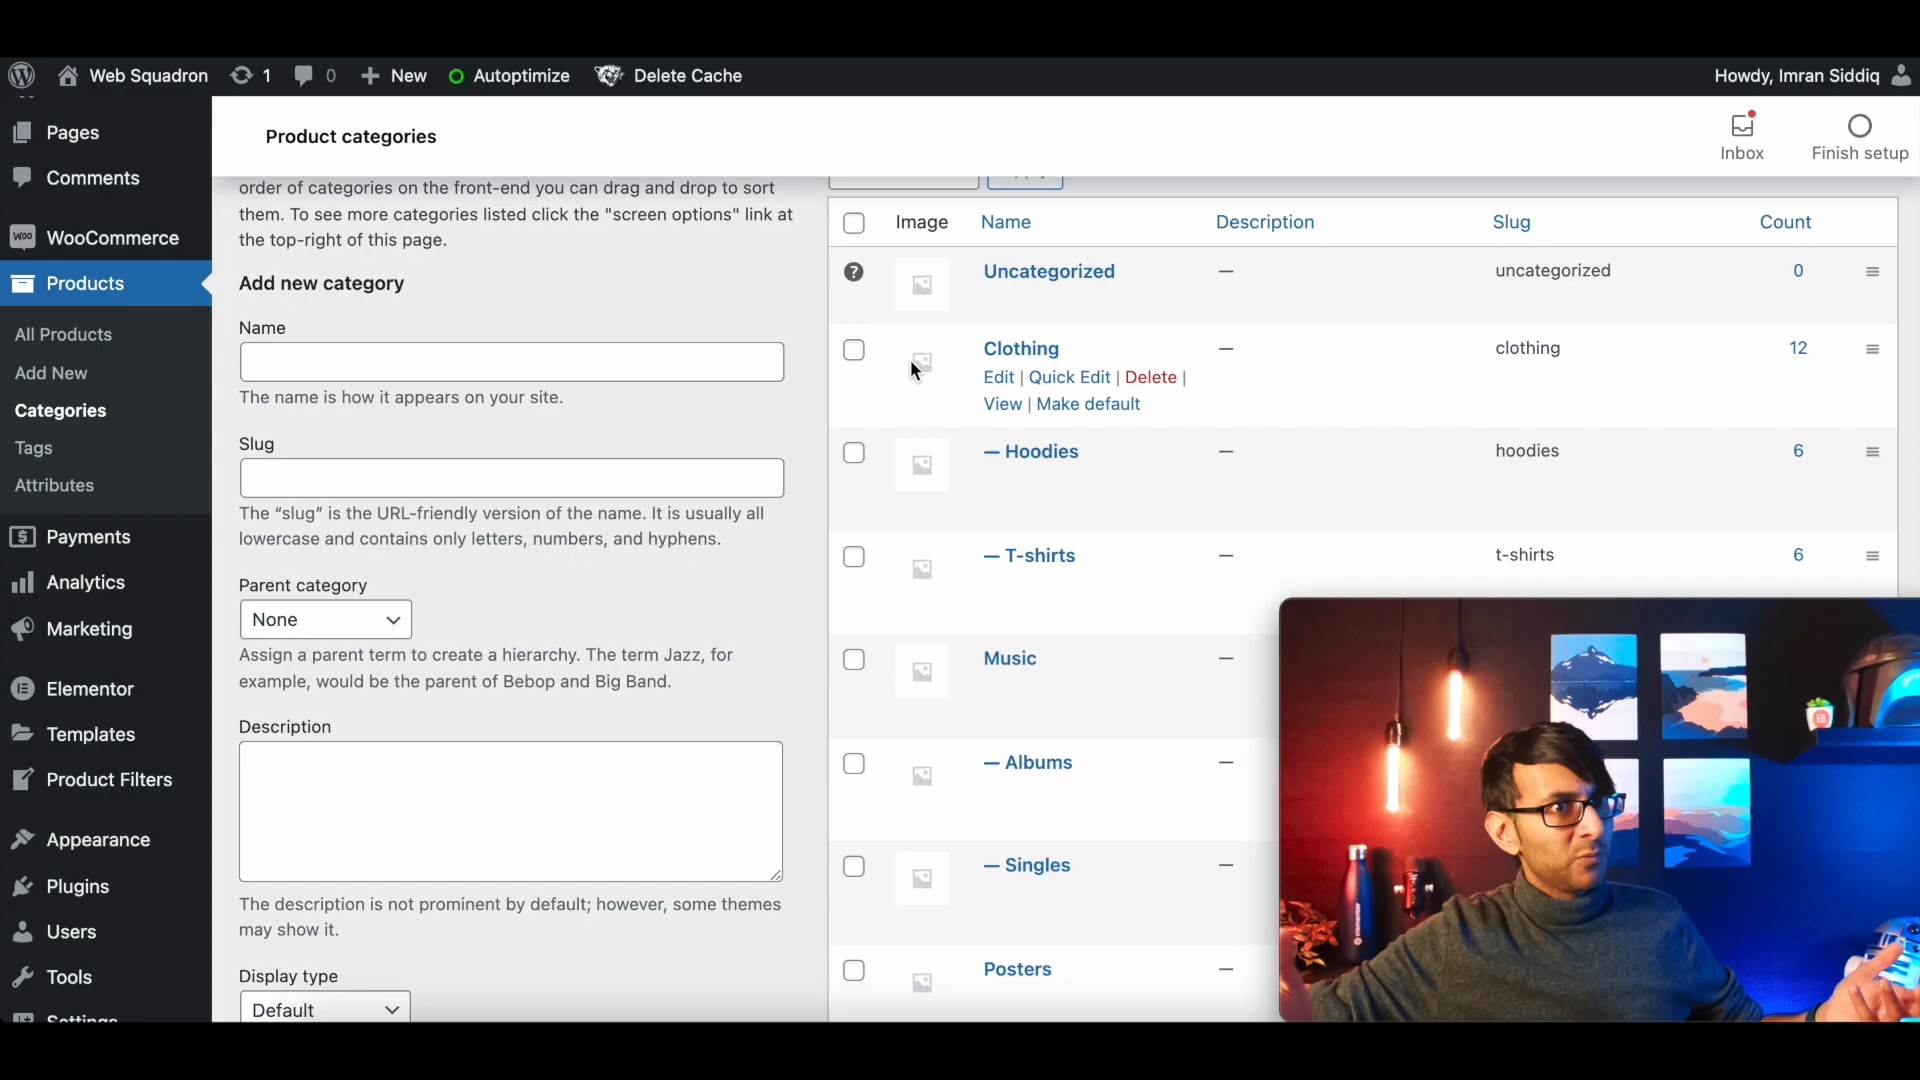 Web Squadron
1
0
New
Autoptimize
Delete Cache
Howdy, Imran Siddiq
Pages
Comments
WooCommerce
Products
All Products
Add New
Categories
Tags
Attributes
Payments
Analytics
Marketing
Elementor
Templates
Product Filters
Appearance
Plugins
Users
Tools
Settings
Product categories
Inbox
Finish setup
order of categories on the front-end you can drag and drop to sort
them. To see more categories listed click the "screen options" link at
the top-right of this page.
Add new category
Name
The name is how it appears on your site.
Slug
The “slug” is the URL-friendly version of the name. It is usually all
lowercase and contains only letters, numbers, and hyphens.
Parent category
None
Assign a parent term to create a hierarchy. The term Jazz, for
example, would be the parent of Bebop and Big Band.
Description
The description is not prominent by default; however, some themes
may show it.
Display type
Default
Image Name Description Slug Count
Uncategorized — uncategorized 0
Clothing — clothing 12
Edit | Quick Edit | Delete |
View | Make default
— Hoodies — hoodies 6
— T-shirts — t-shirts 6
Music —
— Albums —
— Singles —
Posters —